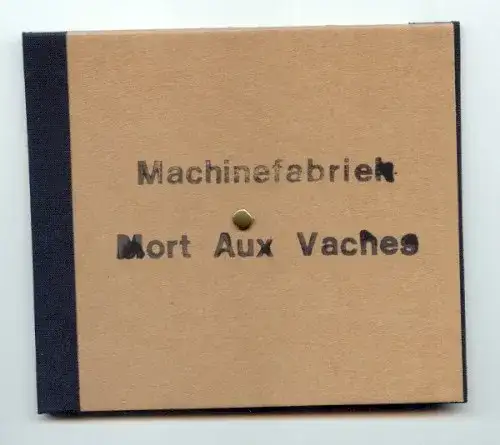 Machinefabriek
Mort Aux Vaches